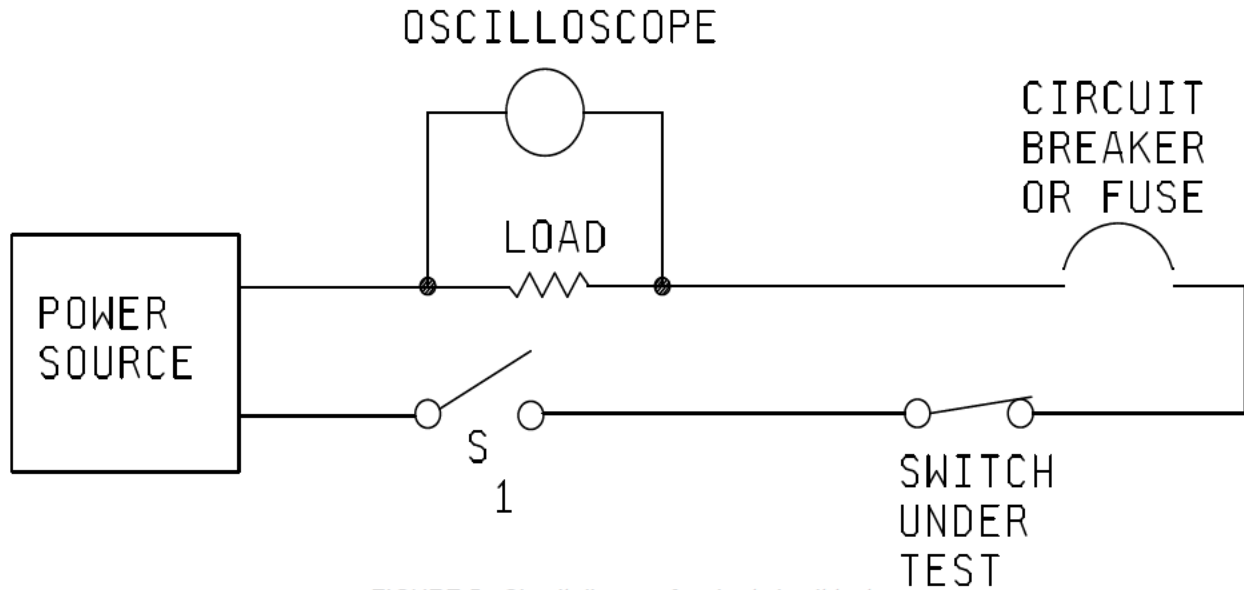 OSCILLOSCOPE
CIRCUIT
BREAKER
OR FUSE
LOAD
POWER
SOURCE
S
1
SWITCH
UNDER
TEST